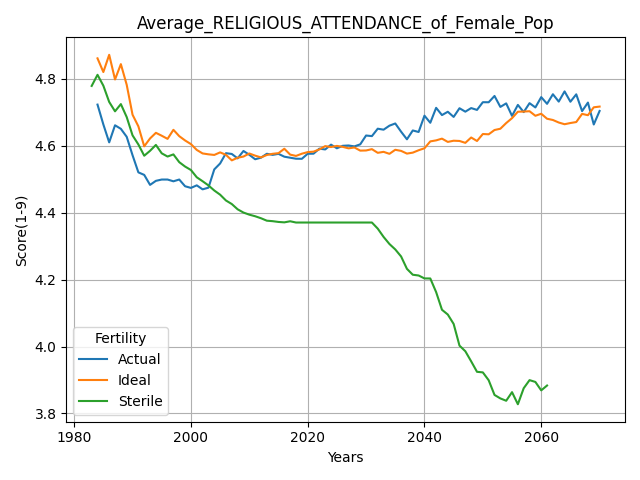 Average_RELIGIOUS_ATTENDANCE_of_Female_Pop
Score(1-9)
4.8
4.6
4.4
4.2
4.0
3.8
Fertility
Actual
Ideal
Sterile
1980
2000
2020
2040
2060
Years